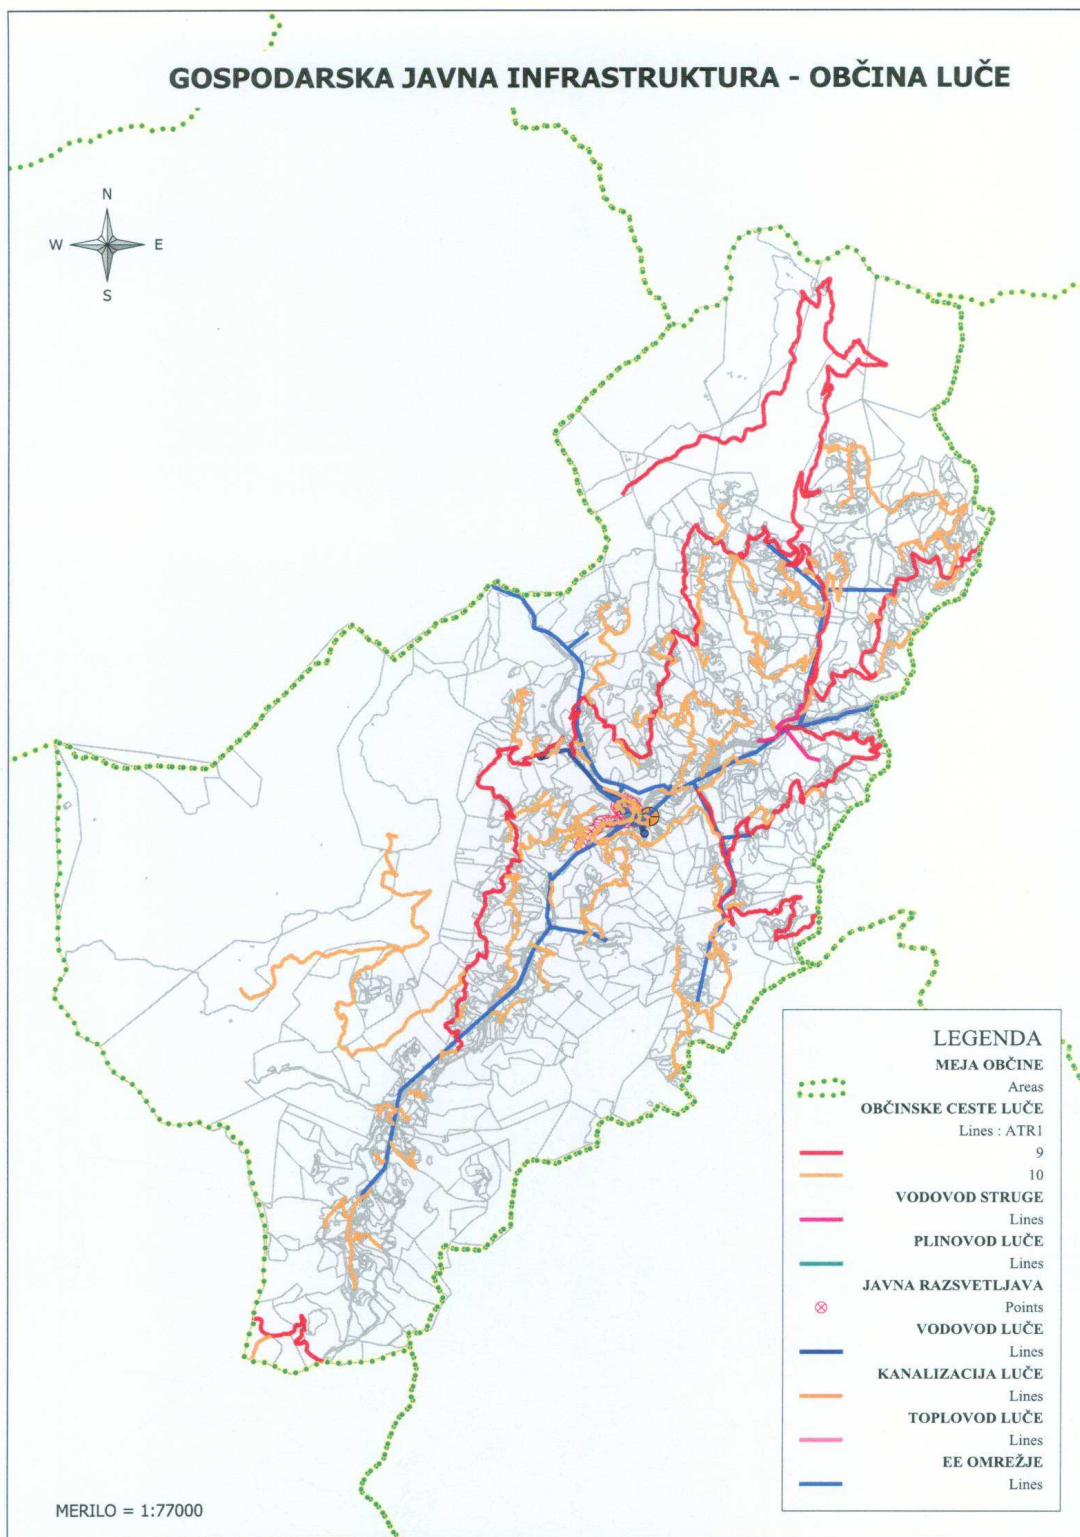 GOSPODARSKA JAVNA INFRASTRUKTURA - OBČINA LUČE
N
W E
S
LEGENDA
MEJA OBČINE
Areas
OBČINSKE CESTE LUČE
Lines : ATR1
9
10
VODOVOD STRUGE
Lines
PLINOVOD LUČE
Lines
JAVNA RAZSVETLJAVA
Points
VODOVOD LUČE
Lines
KANALIZACIJA LUČE
Lines
TOPLOVOD LUČE
Lines
EE OMREŽJE
Lines
MERILO = 1:77000